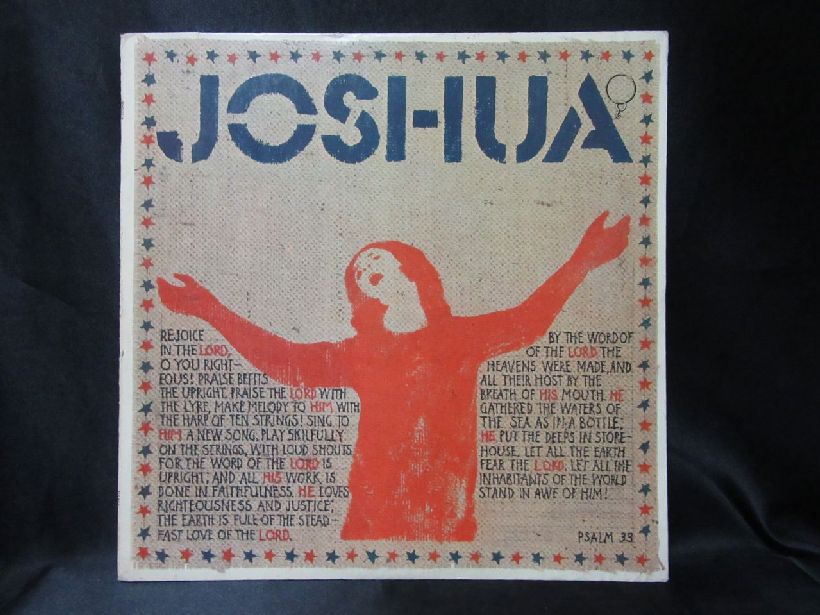 JOSHUA
REJOICE
IN THE LORD,
O YOU RIGHT-
EOUS! PRAISE BEFITS
THE UPRIGHT. PRAISE THE LORD WITH
THE LYRE, MAKE MELODY TO HIM WITH
THE HARP OF TEN STRINGS! SING TO
HIM A NEW SONG, PLAY SKILFULLY
ON THE STRINGS, WITH LOUD SHOUTS.
FOR THE WORD OF THE LORD IS
UPRIGHT; AND ALL HIS WORK IS
DONE IN FAITHFULNESS. HE LOVES
RIGHTEOUSNESS AND JUSTICE;
THE EARTH IS FULL OF THE STEAD-
FAST LOVE OF THE LORD.
BY THE WORD OF
OF THE LORD THE
HEAVENS WERE MADE, AND
ALL THEIR HOST BY THE
BREATH OF HIS MOUTH. HE
GATHERED THE WATERS OF
THE SEA AS IN A BOTTLE;
HE PUT THE DEEPS IN STORE-
HOUSE. LET ALL THE EARTH
FEAR THE LORD, LET ALL THE
INHABITANTS OF THE WORLD
STAND IN AWE OF HIM!
PSALM 33